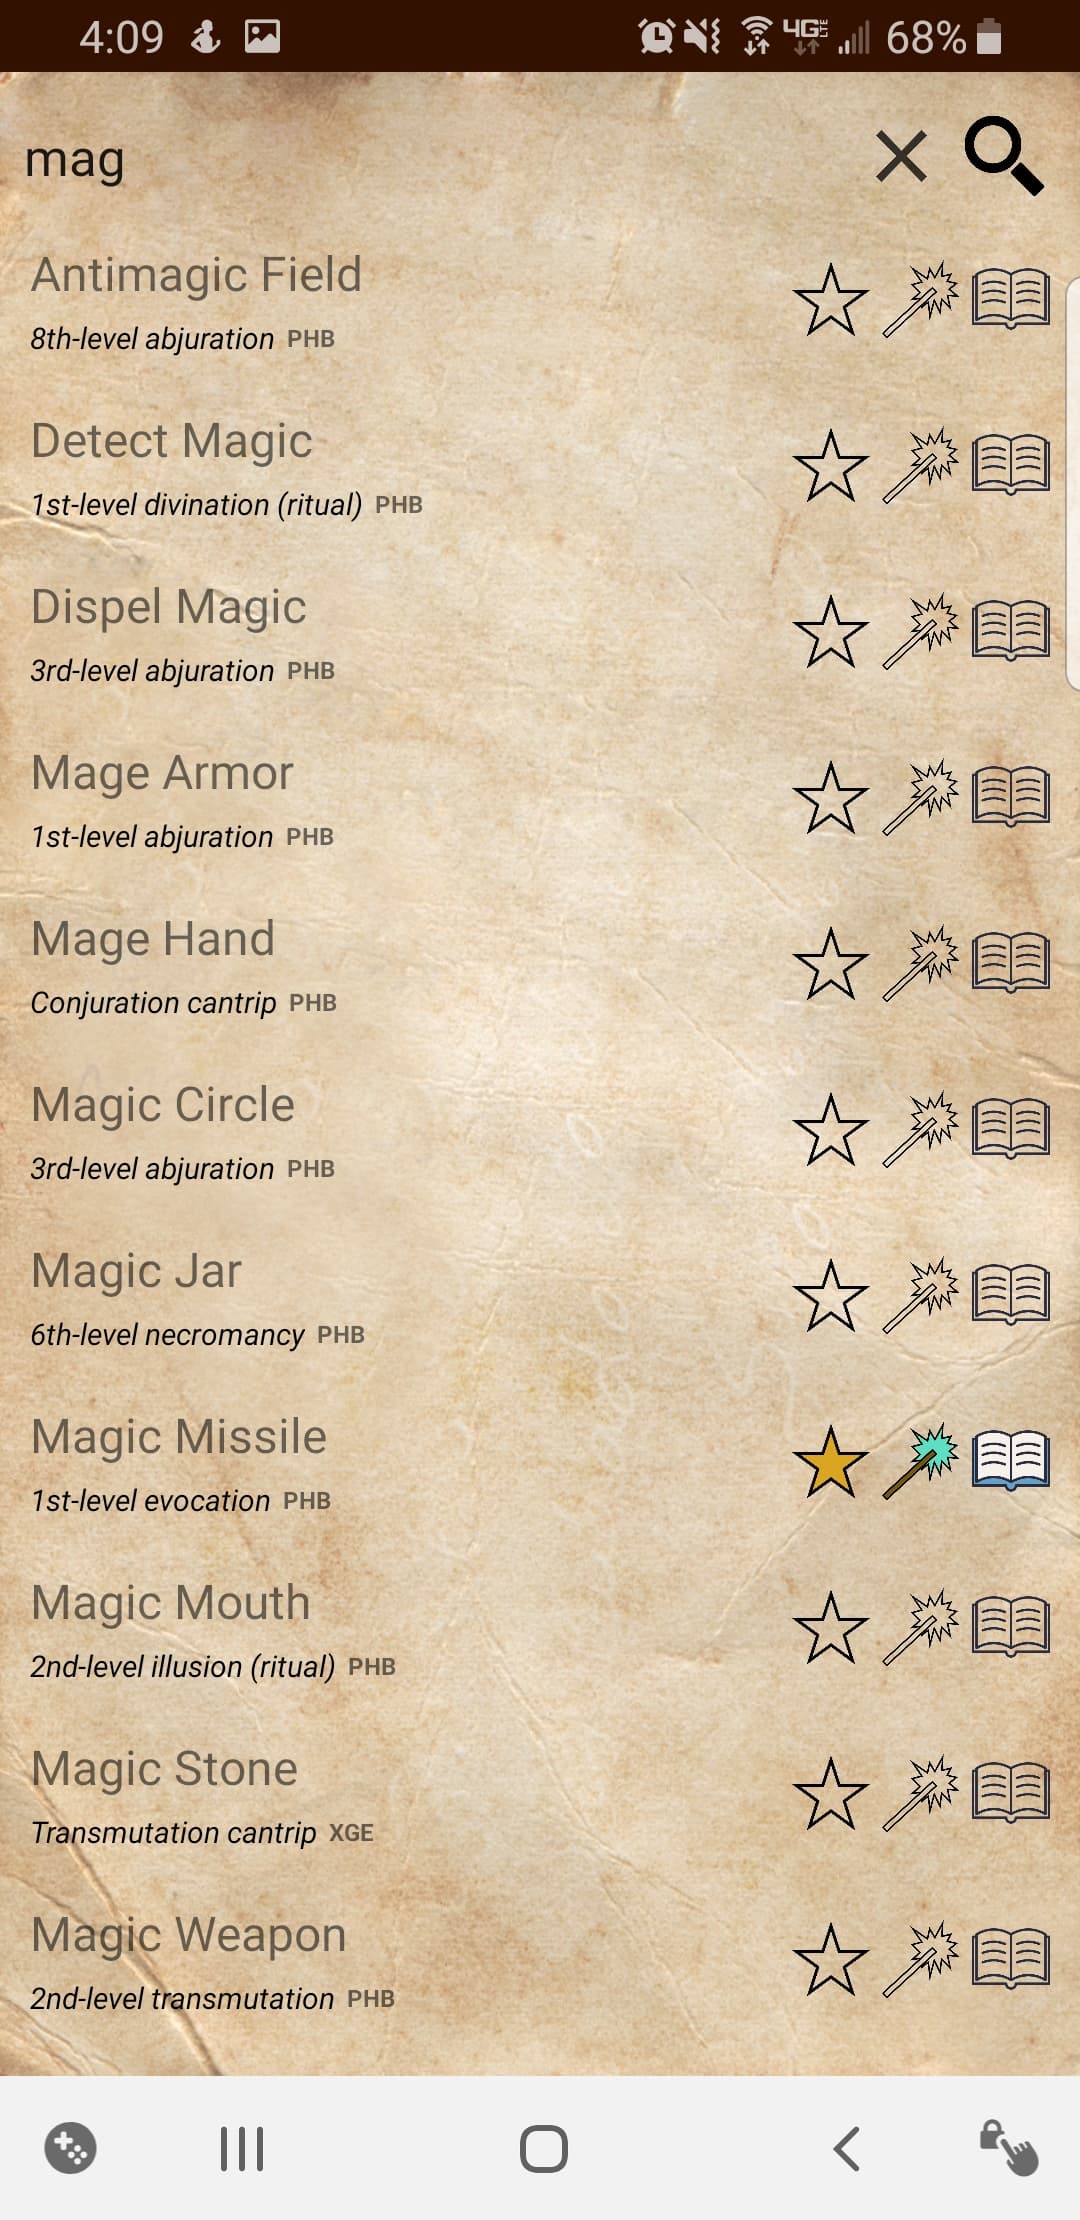 4:09 4G LTE 68%
mag
Antimagic Field
8th-level abjuration PHB
Detect Magic
1st-level divination (ritual) PHB
Dispel Magic
3rd-level abjuration PHB
Mage Armor
1st-level abjuration PHB
Mage Hand
Conjuration cantrip PHB
Magic Circle
3rd-level abjuration PHB
Magic Jar
6th-level necromancy PHB
Magic Missile
1st-level evocation PHB
Magic Mouth
2nd-level illusion (ritual) PHB
Magic Stone
Transmutation cantrip XGE
Magic Weapon
2nd-level transmutation PHB